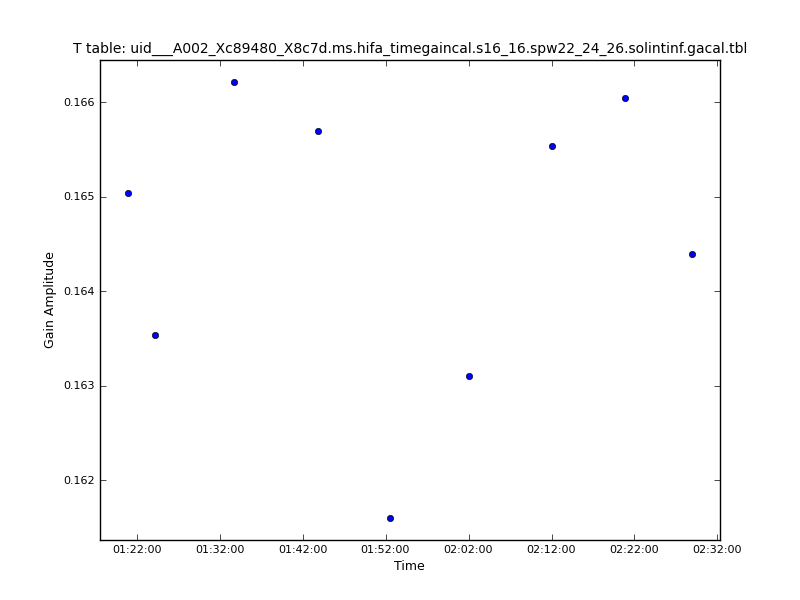 T table: uid___A002_Xc89480_X8c7d.ms.hifa_timegaincal.s16_16.spw22_24_26.solintinf.gacal.tbl
0.166
0.165
0.164
0.163
0.162
Gain Amplitude
01:22:00 01:32:00 01:42:00 01:52:00 02:02:00 02:12:00 02:22:00 02:32:00
Time